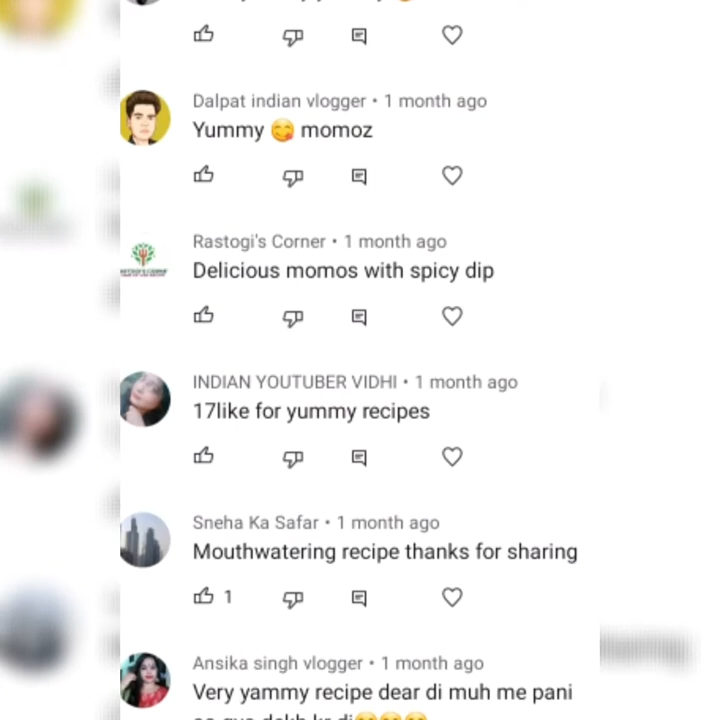 Dalpat indian vlogger • 1 month ago
Yummy 😋 momoz
Rastogi's Corner • 1 month ago
Delicious momos with spicy dip
INDIAN YOUTUBER VIDHI • 1 month ago
17like for yummy recipes
Sneha Ka Safar • 1 month ago
Mouthwatering recipe thanks for sharing
1
Ansika singh vlogger • 1 month ago
Very yammy recipe dear di muh me pani